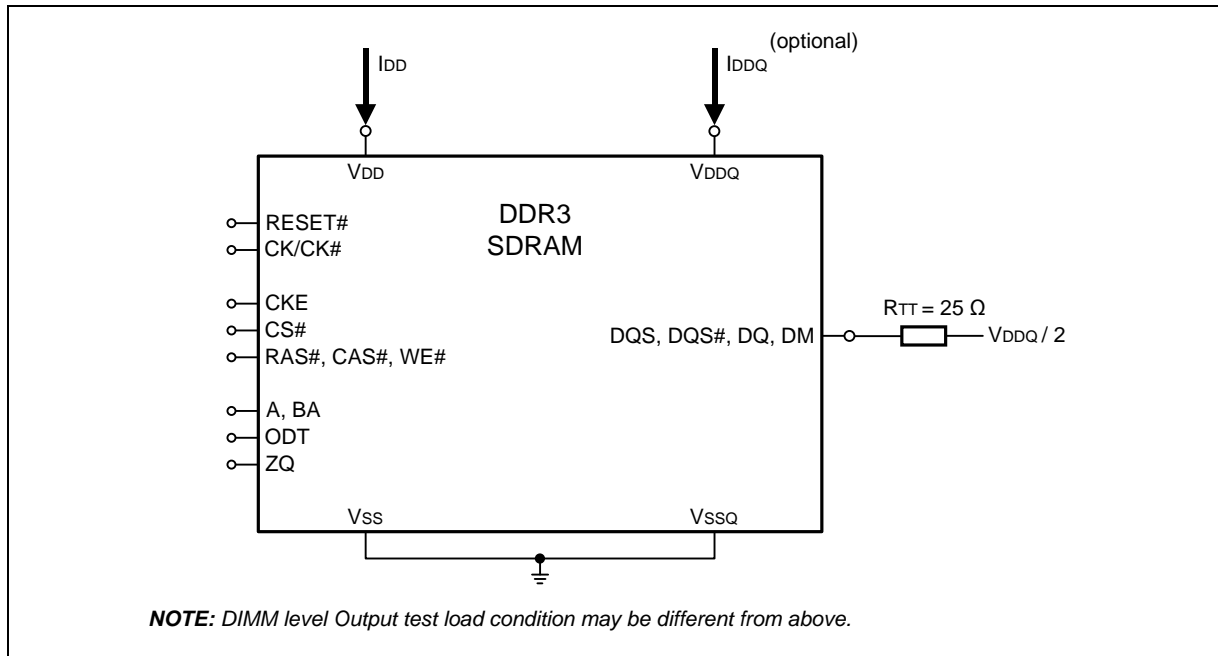 (optional)
IDD
IDDQ
VDD
VDDQ
DDR3
SDRAM
RESET#
CK/CK#
CKE
CS#
RAS#, CAS#, WE#
A, BA
ODT
ZQ
DQS, DQS#, DQ, DM
RTT = 25 Ω
VDDQ / 2
VSS
VSSQ
NOTE: DIMM level Output test load condition may be different from above.